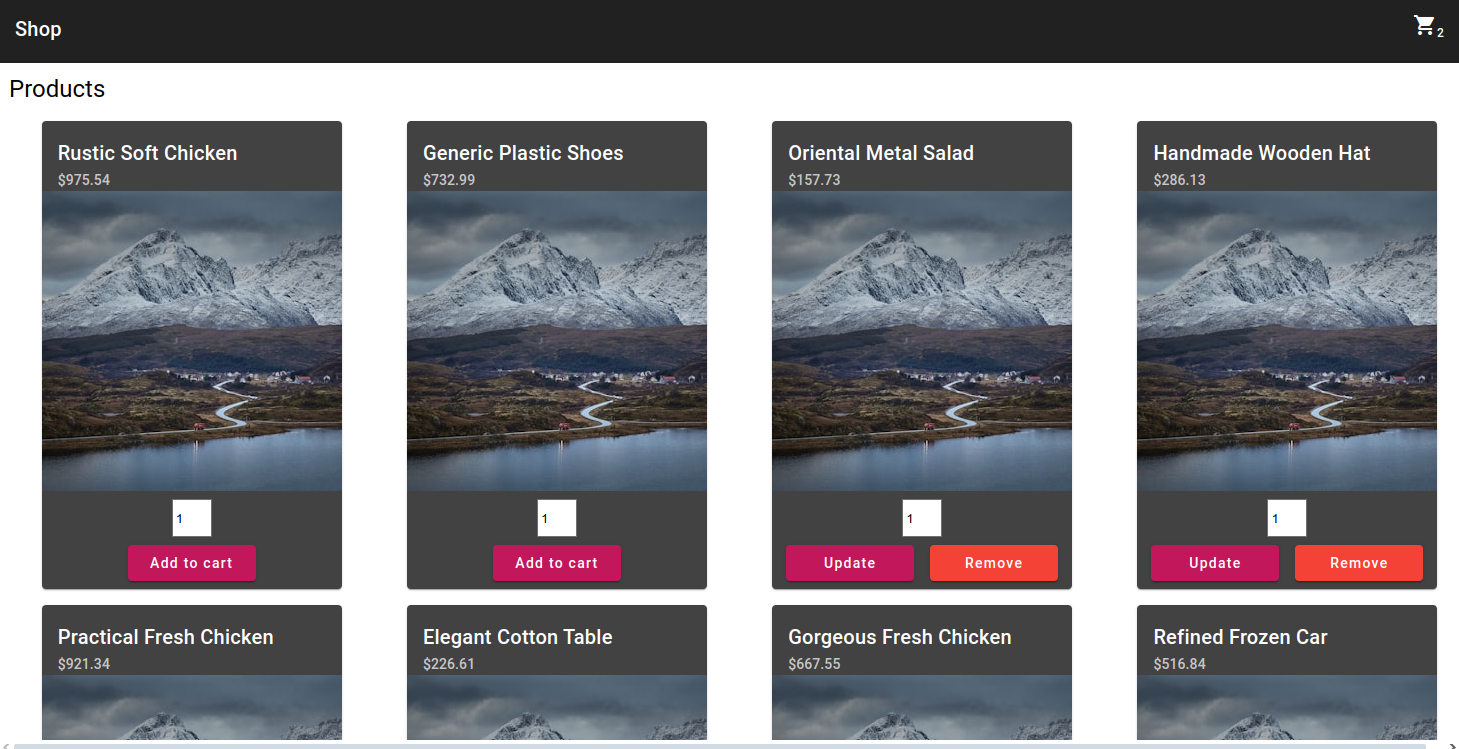 Shop
2
Products
Rustic Soft Chicken
$975.54
1
Add to cart
Generic Plastic Shoes
$732.99
1
Add to cart
Oriental Metal Salad
$157.73
1
Update Remove
Handmade Wooden Hat
$286.13
1
Update Remove
Practical Fresh Chicken
$921.34
Elegant Cotton Table
$226.61
Gorgeous Fresh Chicken
$667.55
Refined Frozen Car
$516.84